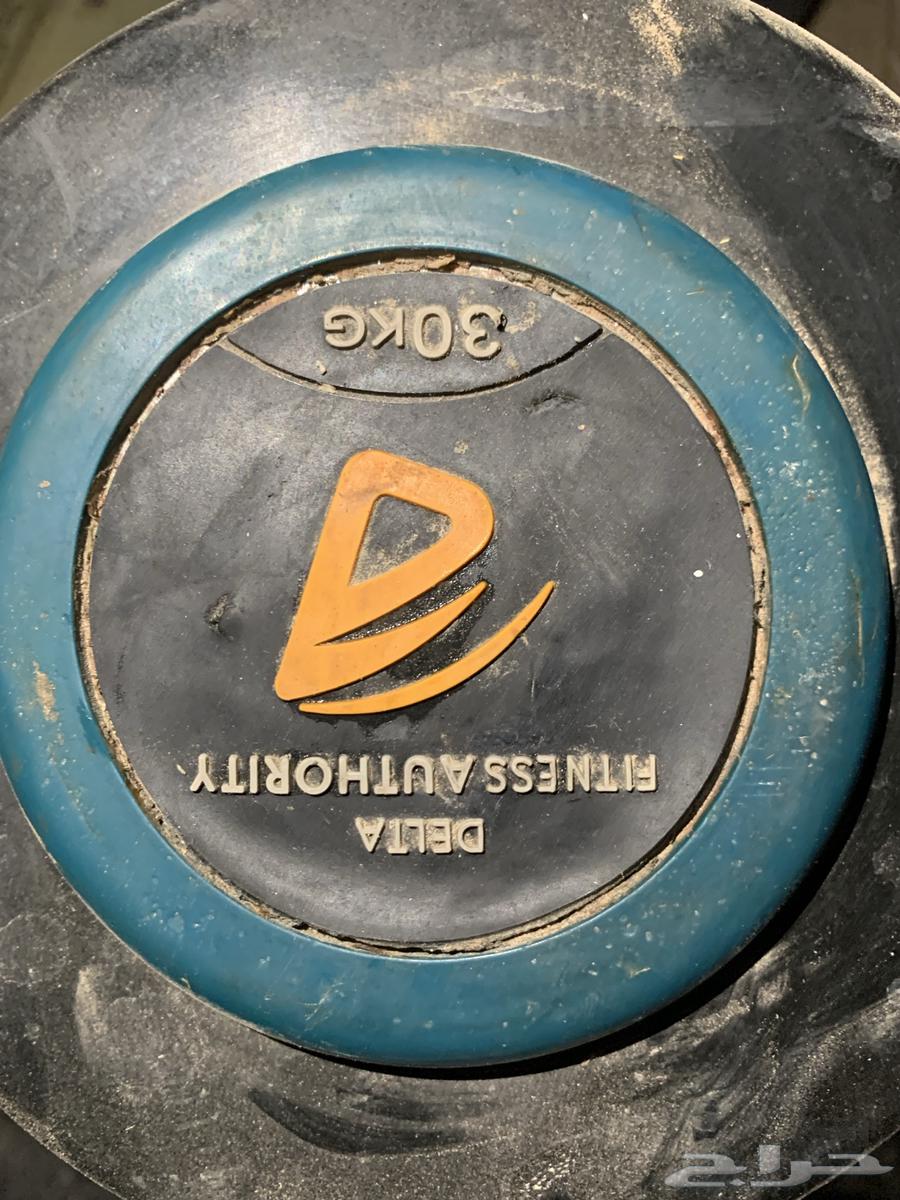 DELTA
FITNESS AUTHORITY
30KG
حراج